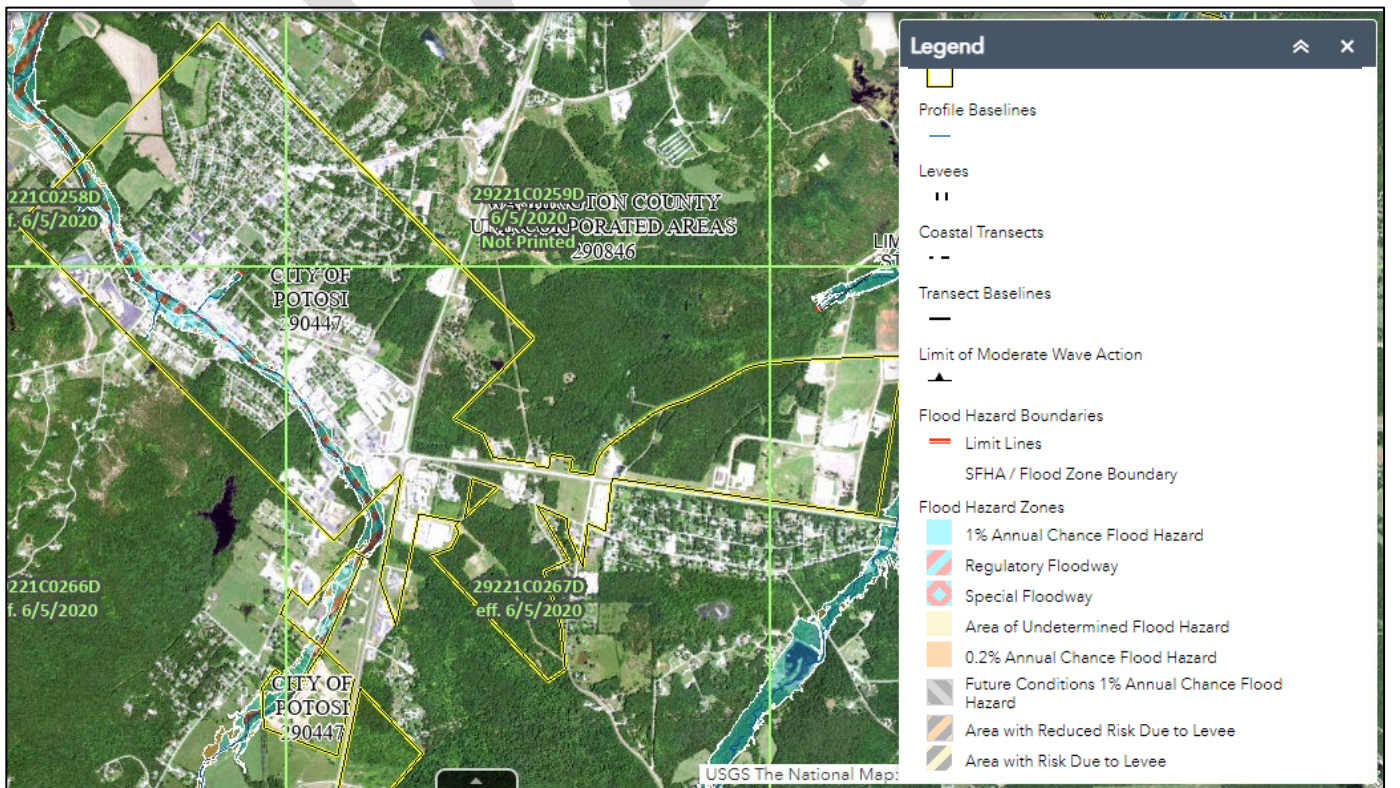 221C0258D
f. 6/5/2020
29221C0259D
6/5/2020
Not Printed
WASHINGTON COUNTY
UNINCORPORATED AREAS
290846
CITY OF
POTOSI
290447
LIM
ST
221C0266D
f. 6/5/2020
29221C0267D
eff. 6/5/2020
CITY OF
POTOSI
290447
USGS The National Map:
Legend
Profile Baselines
Levees
Coastal Transects
Transect Baselines
Limit of Moderate Wave Action
Flood Hazard Boundaries
Limit Lines
SFHA / Flood Zone Boundary
Flood Hazard Zones
1% Annual Chance Flood Hazard
Regulatory Floodway
Special Floodway
Area of Undetermined Flood Hazard
0.2% Annual Chance Flood Hazard
Future Conditions 1% Annual Chance Flood
Hazard
Area with Reduced Risk Due to Levee
Area with Risk Due to Levee